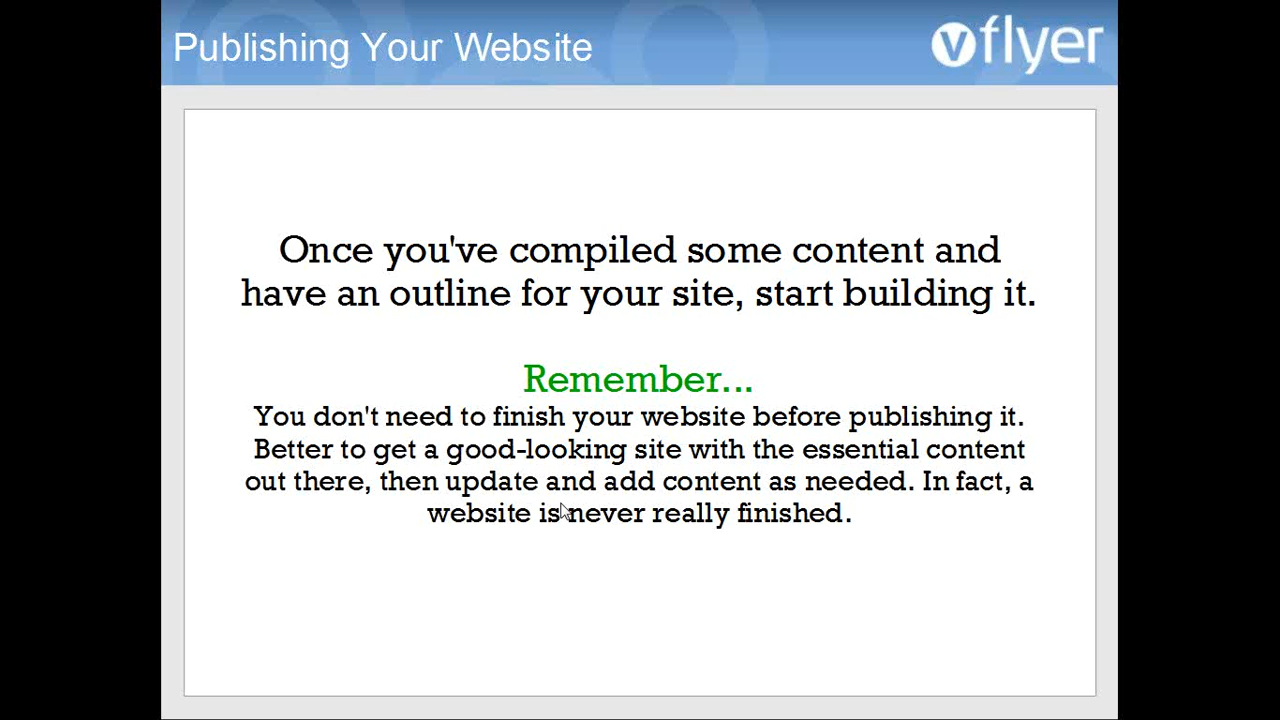 Publishing Your Website
vflyer
Once you've compiled some content and
have an outline for your site, start building it.
Remember...
You don't need to finish your website before publishing it.
Better to get a good-looking site with the essential content
out there, then update and add content as needed. In fact, a
website is never really finished.